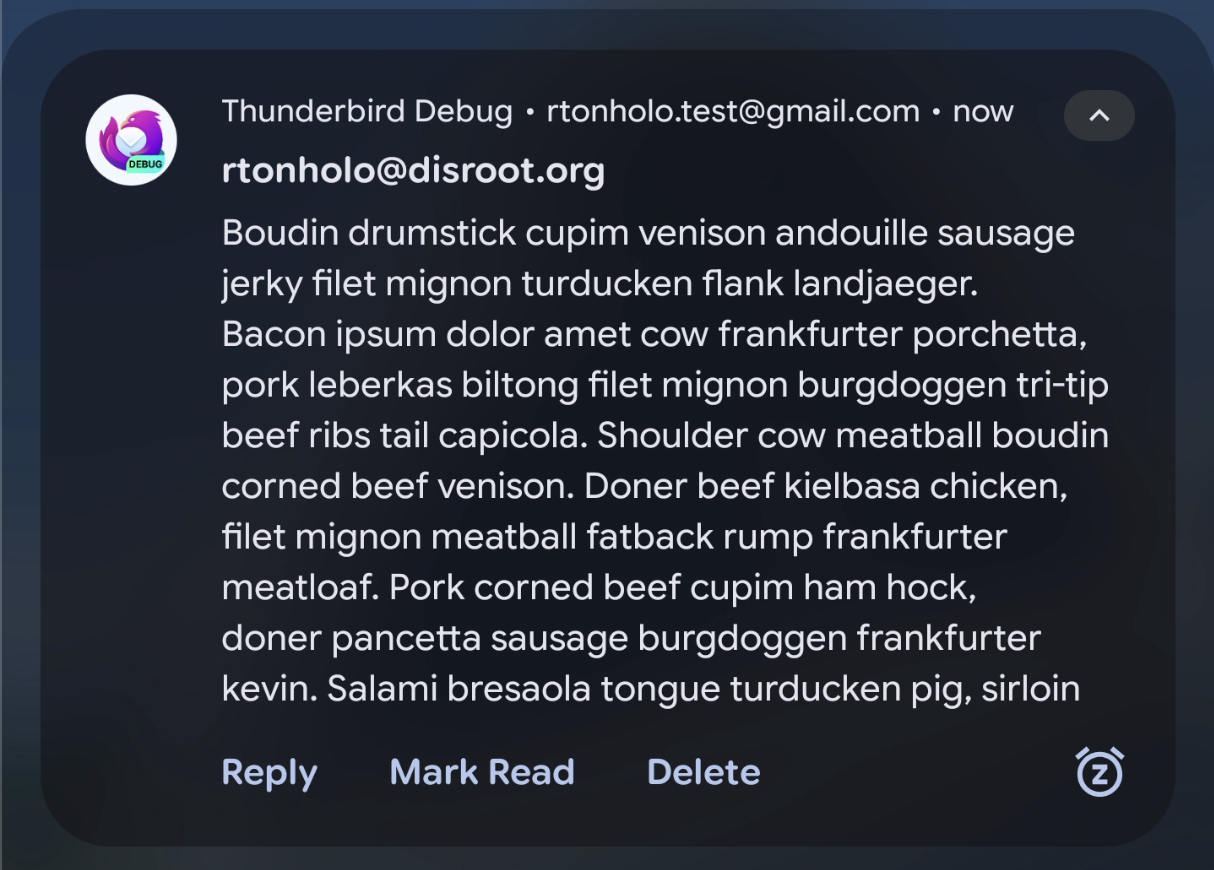 Thunderbird Debug • rtonholo.test@gmail.com • now
DEBUG
rtonholo@disroot.org
Boudin drumstick cupim venison andouille sausage
jerky filet mignon turducken flank landjaeger.
Bacon ipsum dolor amet cow frankfurter porchetta,
pork leberkas biltong filet mignon burgdoggen tri-tip
beef ribs tail capicola. Shoulder cow meatball boudin
corned beef venison. Doner beef kielbasa chicken,
filet mignon meatball fatback rump frankfurter
meatloaf. Pork corned beef cupim ham hock,
doner pancetta sausage burgdoggen frankfurter
kevin. Salami bresaola tongue turducken pig, sirloin
Reply Mark Read Delete z